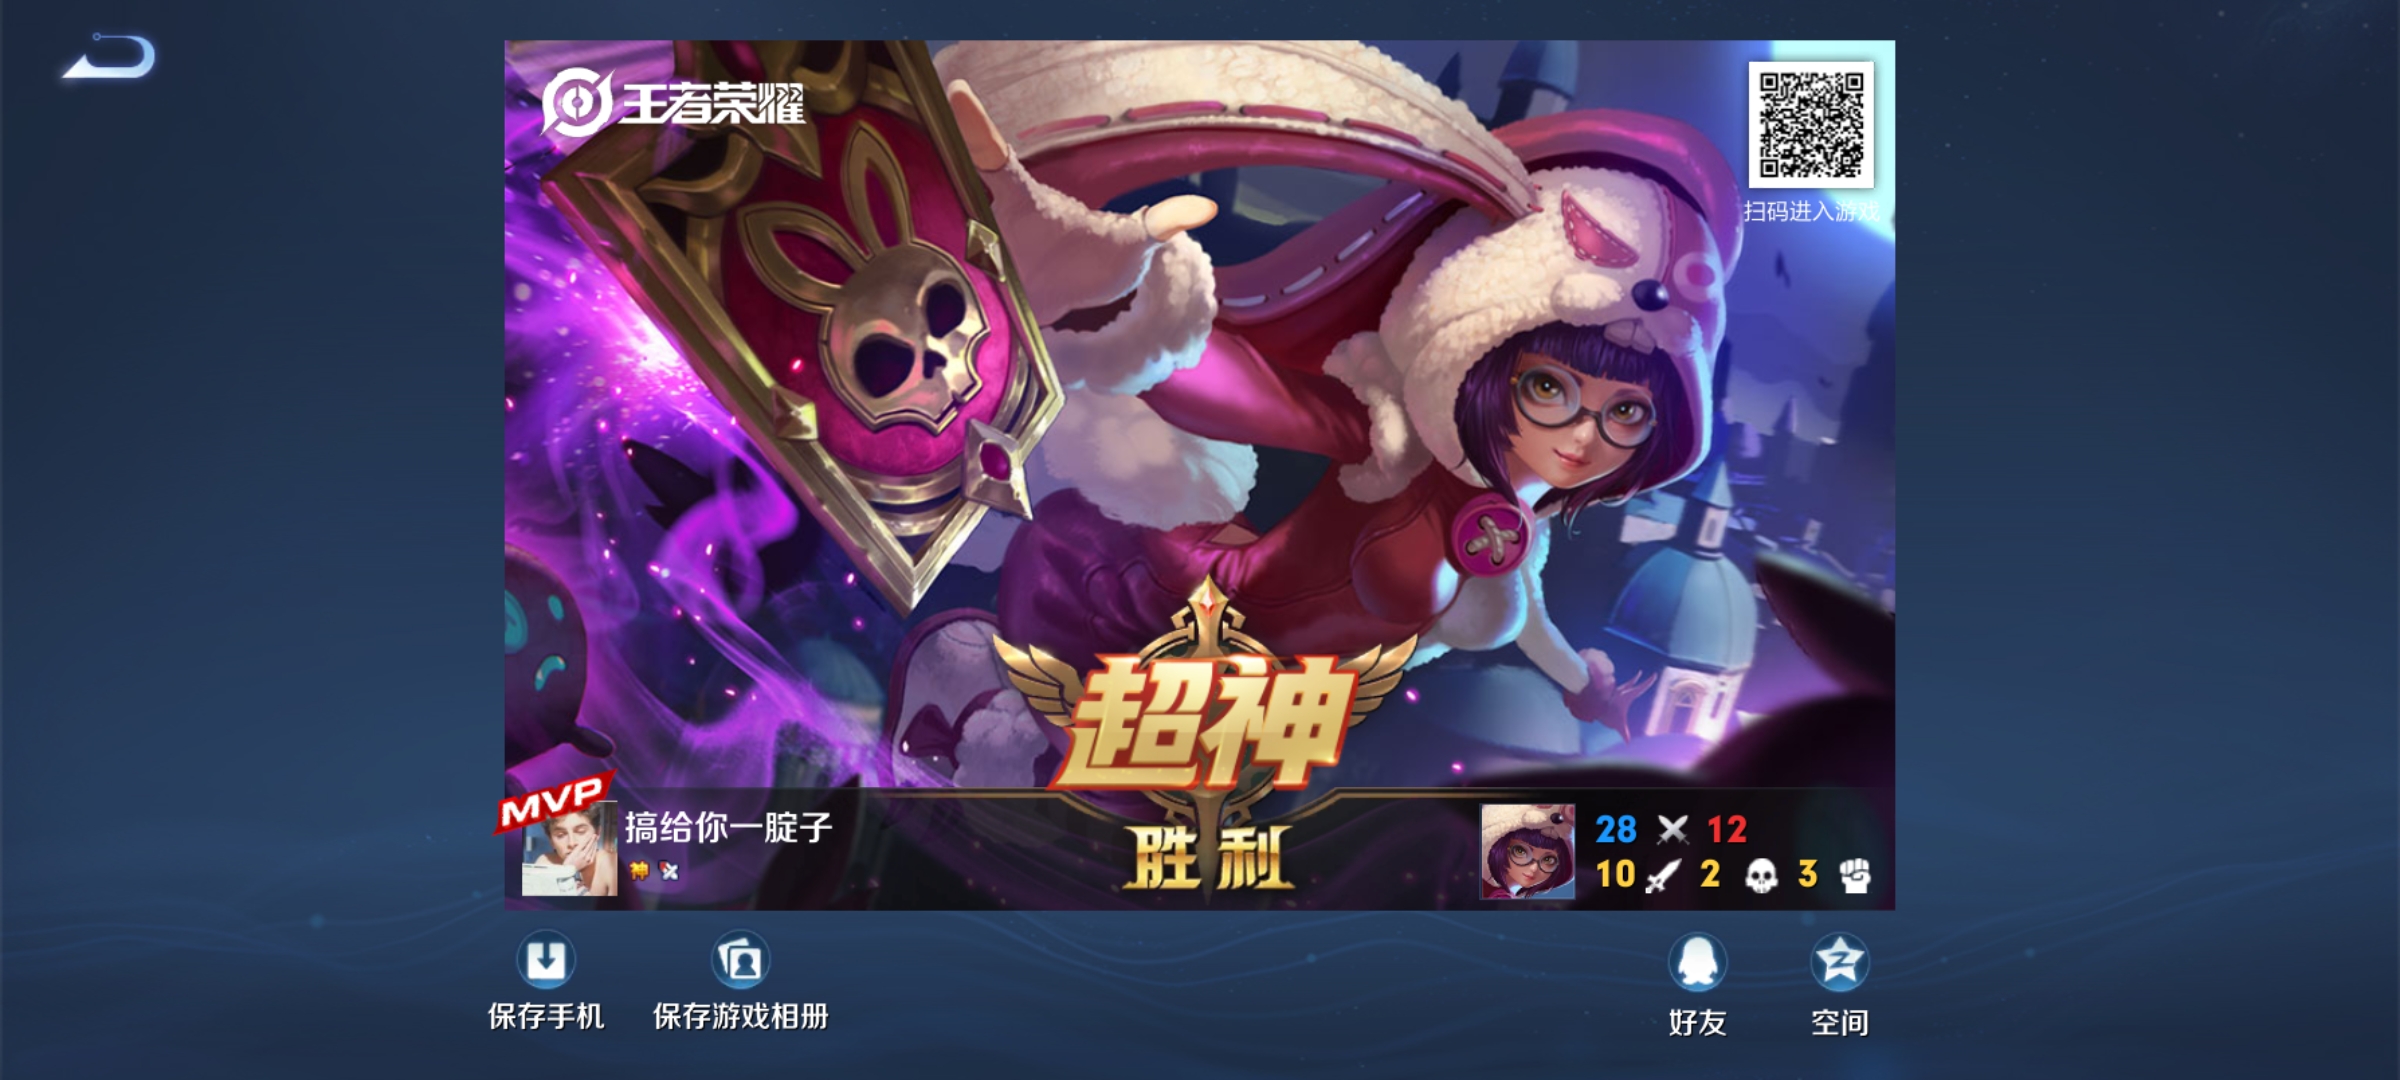 王者荣耀
扫码进入游戏
超神
MVP
搞给你一腚子
神
胜利
28 12
10 2 3
保存手机
保存游戏相册
好友
空间